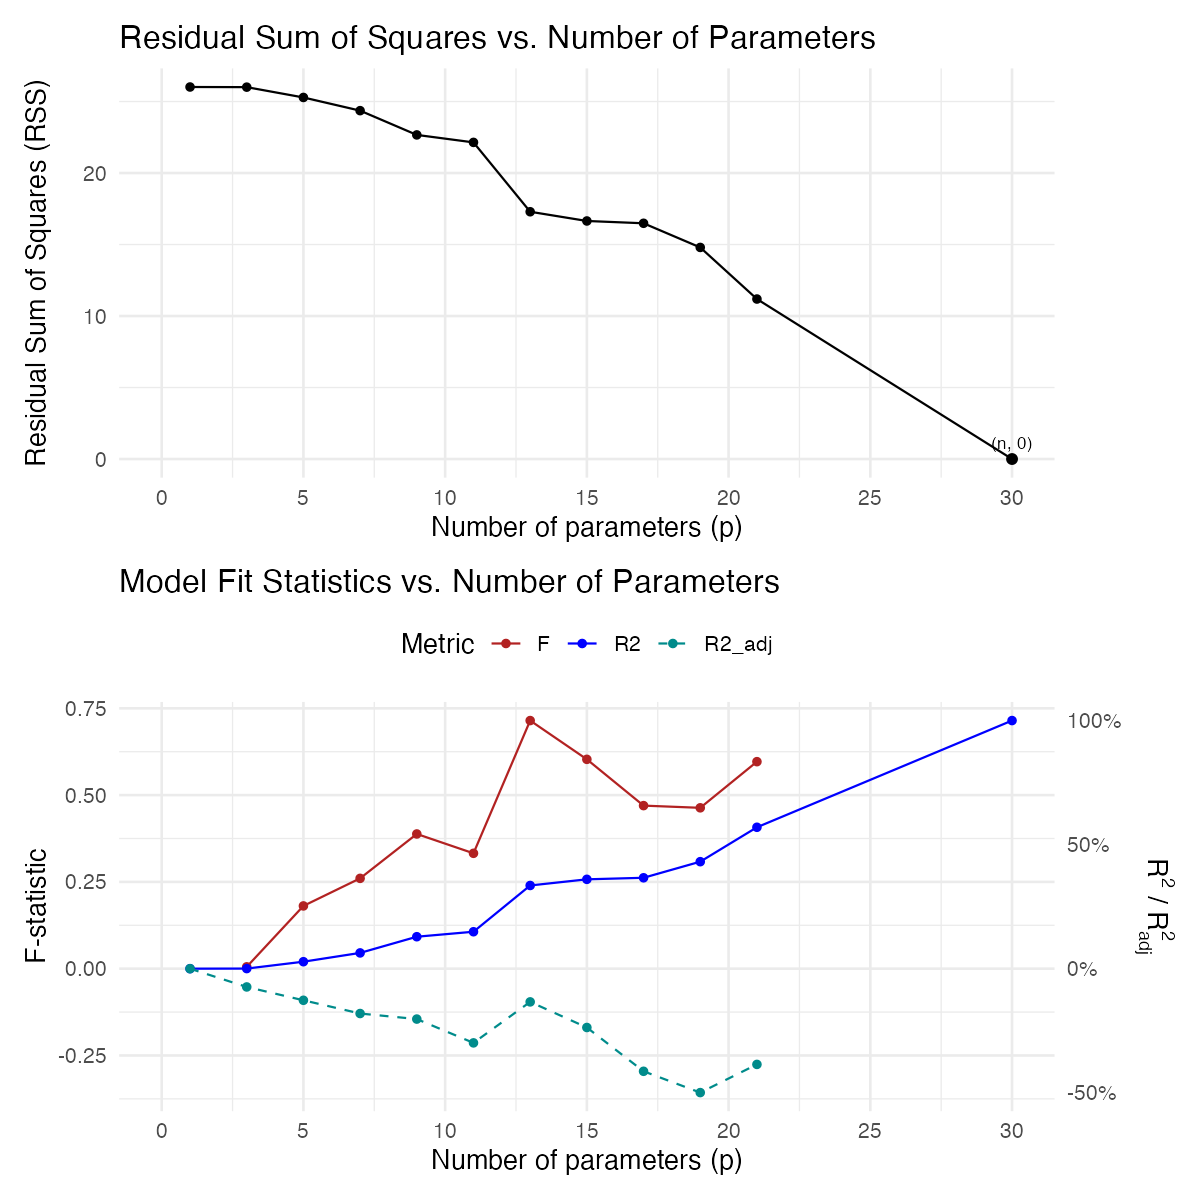 Residual Sum of Squares vs. Number of Parameters
Residual Sum of Squares (RSS)
20
10
0
(n, 0)
0 5 10 15 20 25 30
Number of parameters (p)
Model Fit Statistics vs. Number of Parameters
Metric F R2 R2_adj
F-statistic
0.75
0.50
0.25
0.00
-0.25
100%
50%
0%
-50%
R² / R²adj
0 5 10 15 20 25 30
Number of parameters (p)